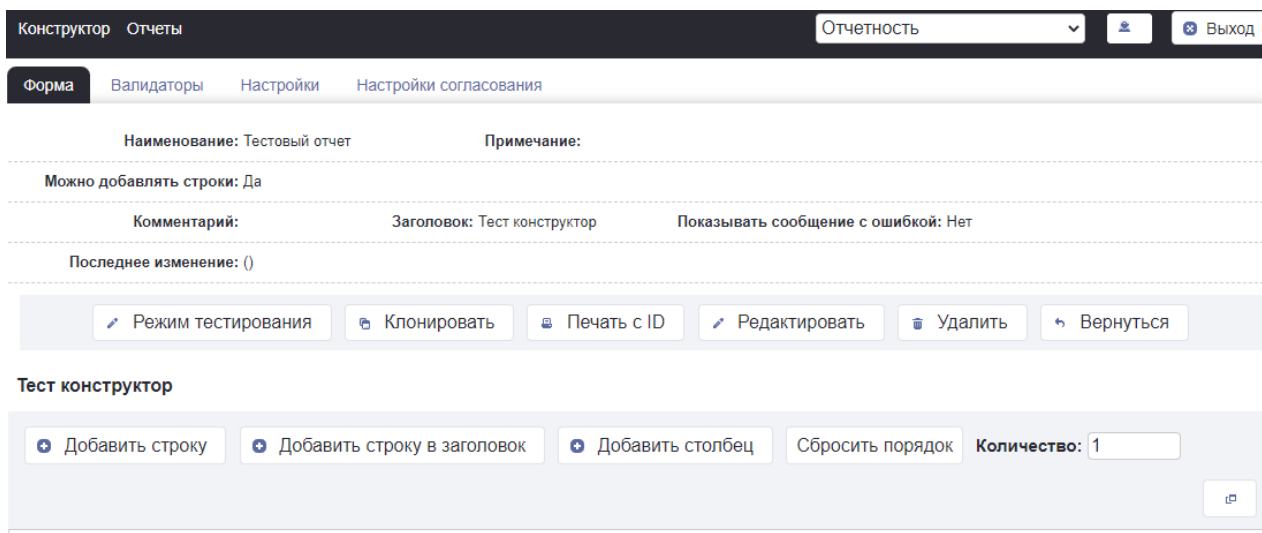 Конструктор Отчеты Отчетность Выход
Форма Валидаторы Настройки Настройки согласования
Наименование: Тестовый отчет Примечание:
Можно добавлять строки: Да
Комментарий: Заголовок: Тест конструктор Показывать сообщение с ошибкой: Нет
Последнее изменение: ()
Режим тестирования Клонировать Печать с ID Редактировать Удалить Вернуться
Тест конструктор
Добавить строку Добавить строку в заголовок Добавить столбец Сбросить порядок Количество: 1